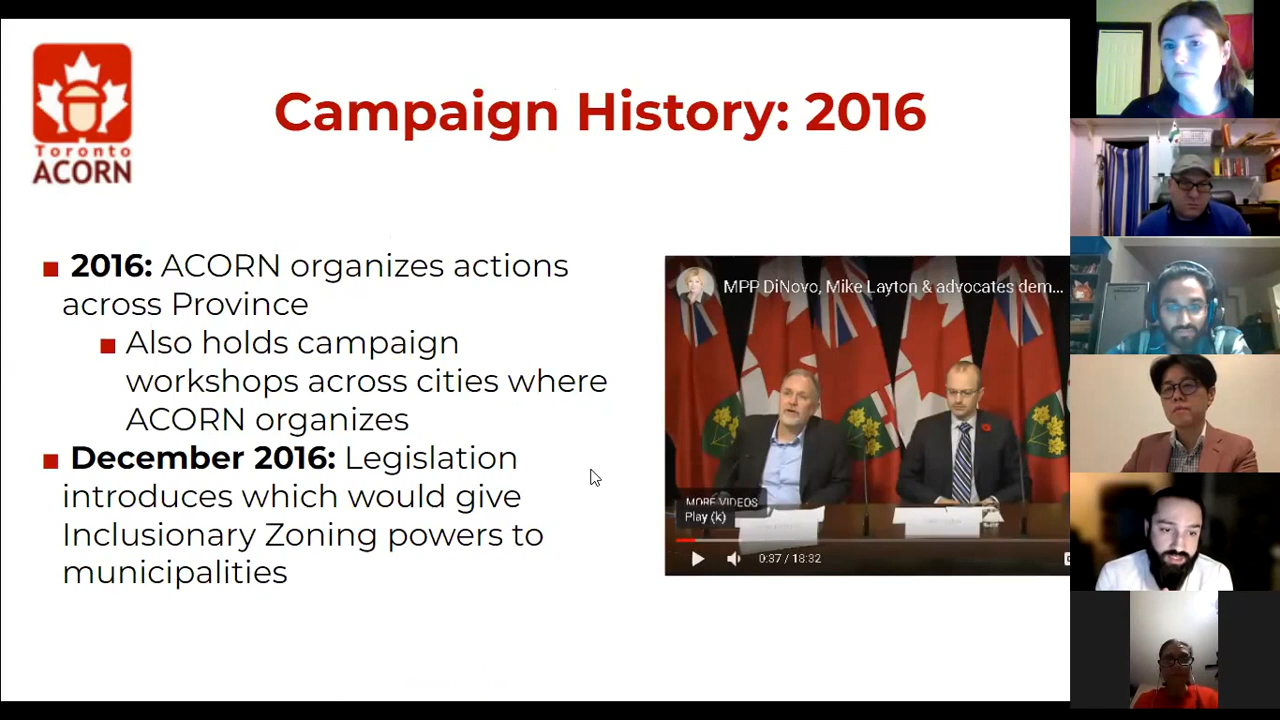 Toronto
ACORN
Campaign History: 2016
■ 2016: ACORN organizes actions
across Province
■ Also holds campaign
workshops across cities where
ACORN organizes
■ December 2016: Legislation
introduces which would give
Inclusionary Zoning powers to
municipalities
MPP DiNovo, Mike Layton & advocates dem...
MORE VIDEOS
Play (k)
0:37 / 18:32